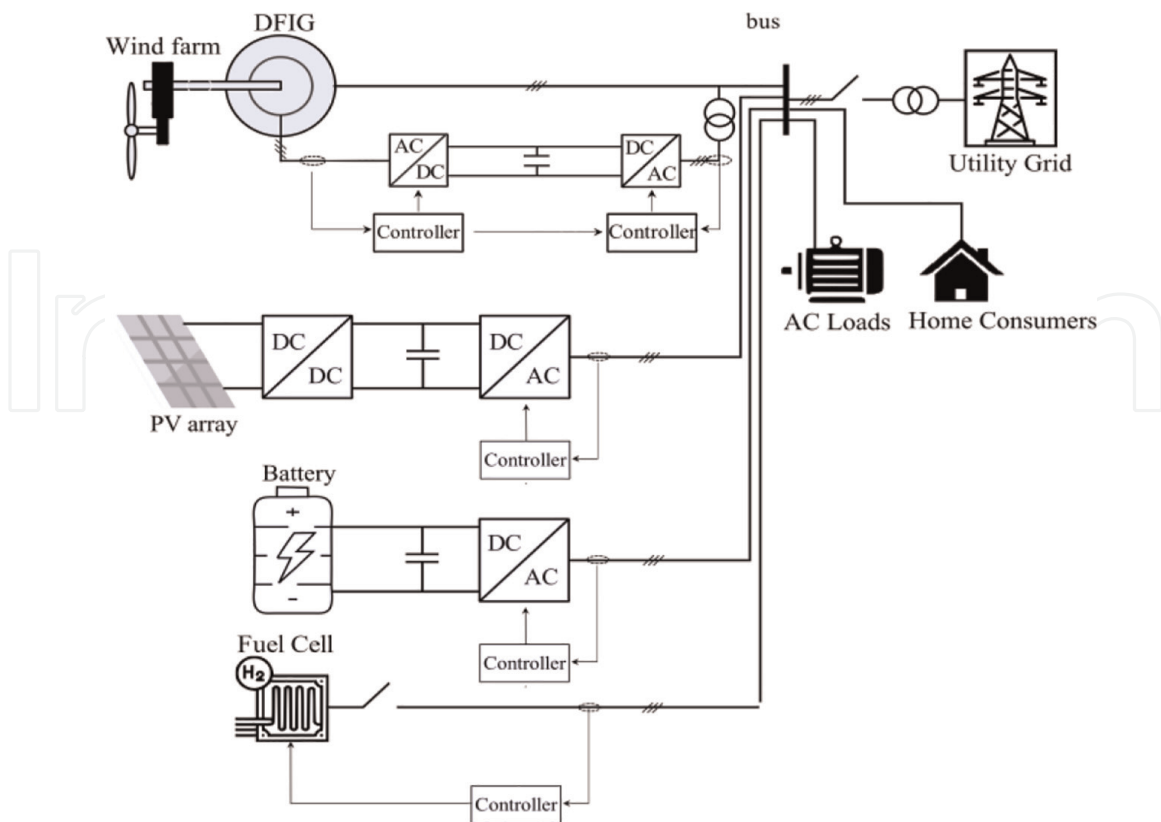 DFIG
bus
Wind farm
AC
DC
DC
AC
Controller
Controller
Utility Grid
AC Loads
Home Consumers
DC
DC
DC
AC
PV array
Controller
Battery
+
DC
AC
-
Controller
Fuel Cell
H2
Controller